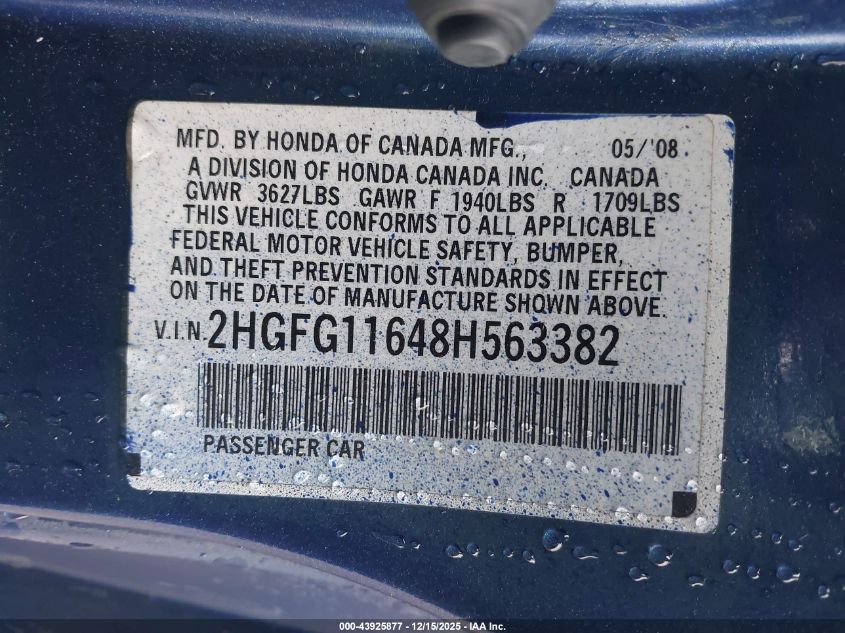 MFD. BY HONDA OF CANADA MFG., 05/'08
A DIVISION OF HONDA CANADA INC. CANADA
GVWR 3627LBS GAWR F 1940LBS R 1709LBS
THIS VEHICLE CONFORMS TO ALL APPLICABLE
FEDERAL MOTOR VEHICLE SAFETY, BUMPER,
AND THEFT PREVENTION STANDARDS IN EFFECT
ON THE DATE OF MANUFACTURE SHOWN ABOVE.
V.I.N. 2HGFG11648H563382
PASSENGER CAR
000-43925877 • 12/15/2025 • IAA Inc.